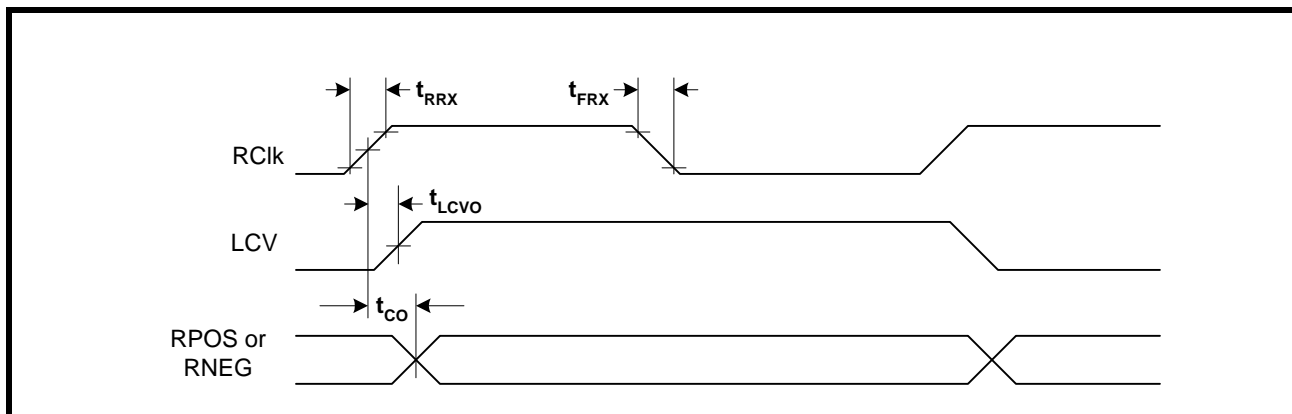 tRRX
tFRX
RClk
tLCVO
LCV
tCO
RPOS or
RNEG